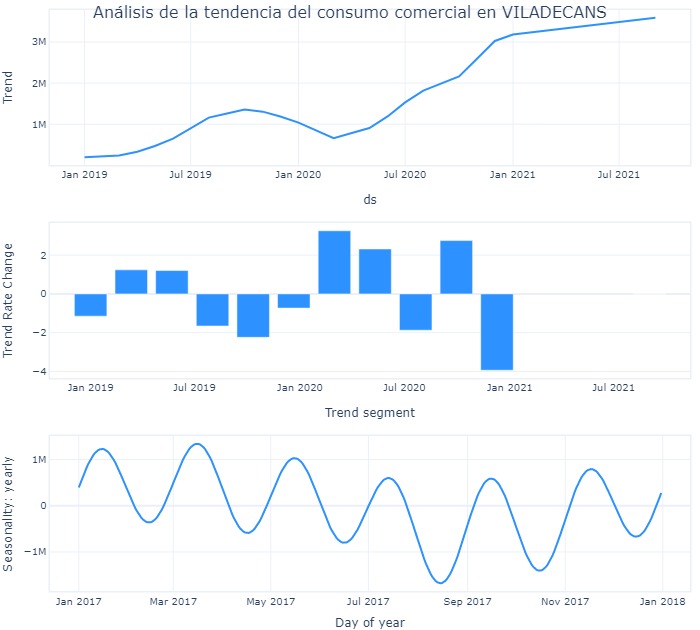 Análisis de la tendencia del consumo comercial en VILADECANS
3M
2M
1M
Trend
Jan 2019 Jul 2019 Jan 2020 Jul 2020 Jan 2021 Jul 2021
ds
2
0
−2
−4
Trend Rate Change
Jan 2019 Jul 2019 Jan 2020 Jul 2020 Jan 2021 Jul 2021
Trend segment
1M
0
−1M
Seasonality: yearly
Jan 2017 Mar 2017 May 2017 Jul 2017 Sep 2017 Nov 2017 Jan 2018
Day of year